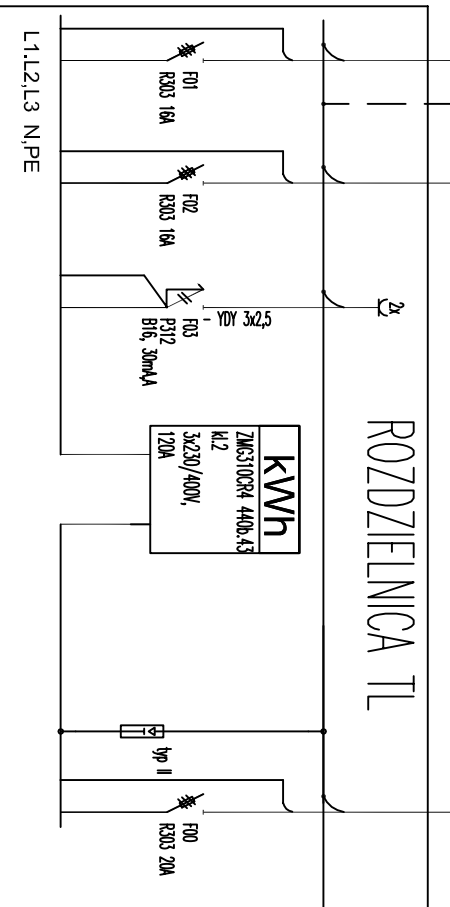 ROZDZIELNICA TL
2x
YDY 3x2,5
F01
R303 16A
F02
R303 16A
F03
P312
B16, 30mA,A
kWh
ZMG310CR4 440b.43
kl.2
3x230/400V,
120A
typ II
F00
R303 20A
L1.L2,L3 N,PE